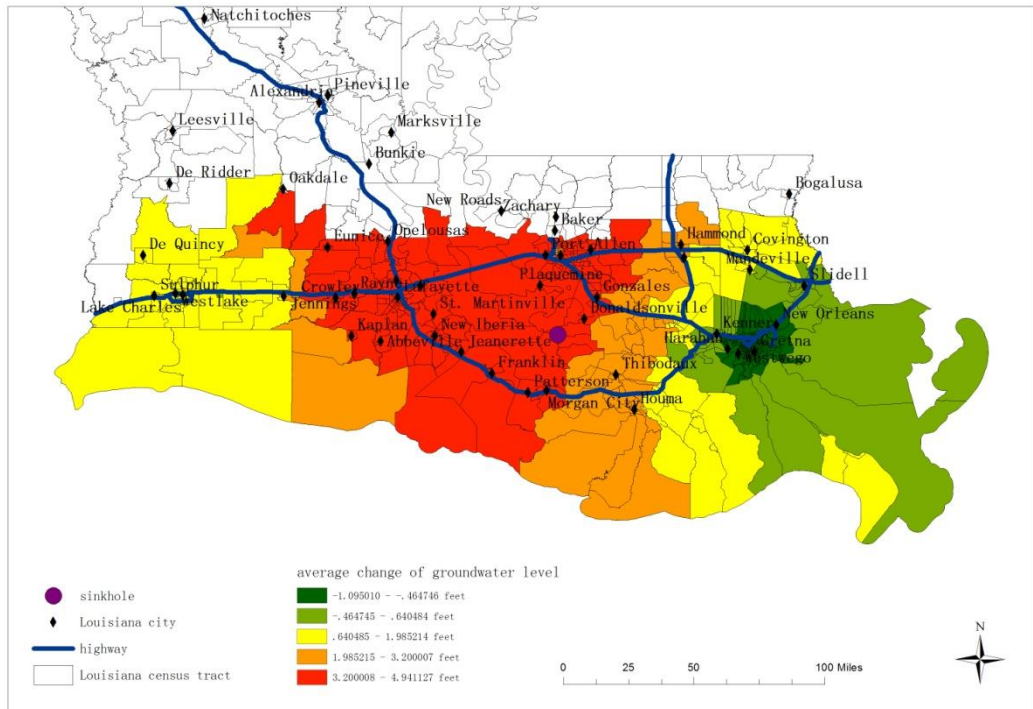 Natchitoches
Pineville
Alexandria
Leesville
Marksville
Bunkie
De Ridder
Oakdale
New Roads
Zachary
Bogalusa
Baker
Opelousas
Eunice
Hammond
Covington
De Quincy
Port Allen
Mandeville
Slidell
Sulphur
Crowley
Rayne
Plaquemine
Gonzales
Lake Charles
Westlake
Jennings
St. Martinville
Donaldsonville
New Orleans
Kaplan
New Iberia
Kenner
Harahan
Abbeville
Jeanerette
Gretna
Franklin
Thibodaux
Patterson
Morgan City
Houma
average change of groundwater level
sinkhole
-1.095010 - -.464746 feet
Louisiana city
-.464745 - .640484 feet
highway
.640485 - 1.985214 feet
1.985215 - 3.200007 feet
Louisiana census tract
3.200008 - 4.941127 feet
N
0 25 50 100 Miles